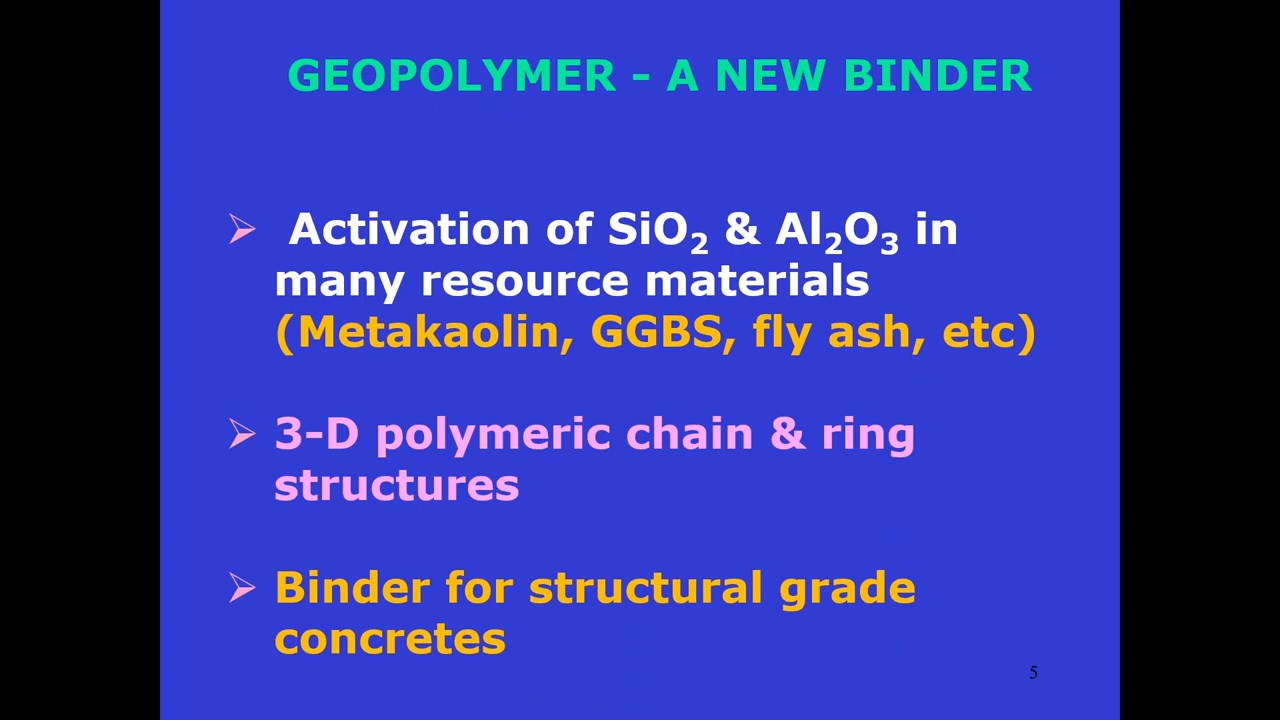 GEOPOLYMER - A NEW BINDER
➢ Activation of SiO₂ & Al₂O₃ in
many resource materials
(Metakaolin, GGBS, fly ash, etc)
➢ 3-D polymeric chain & ring
structures
➢ Binder for structural grade
concretes
5